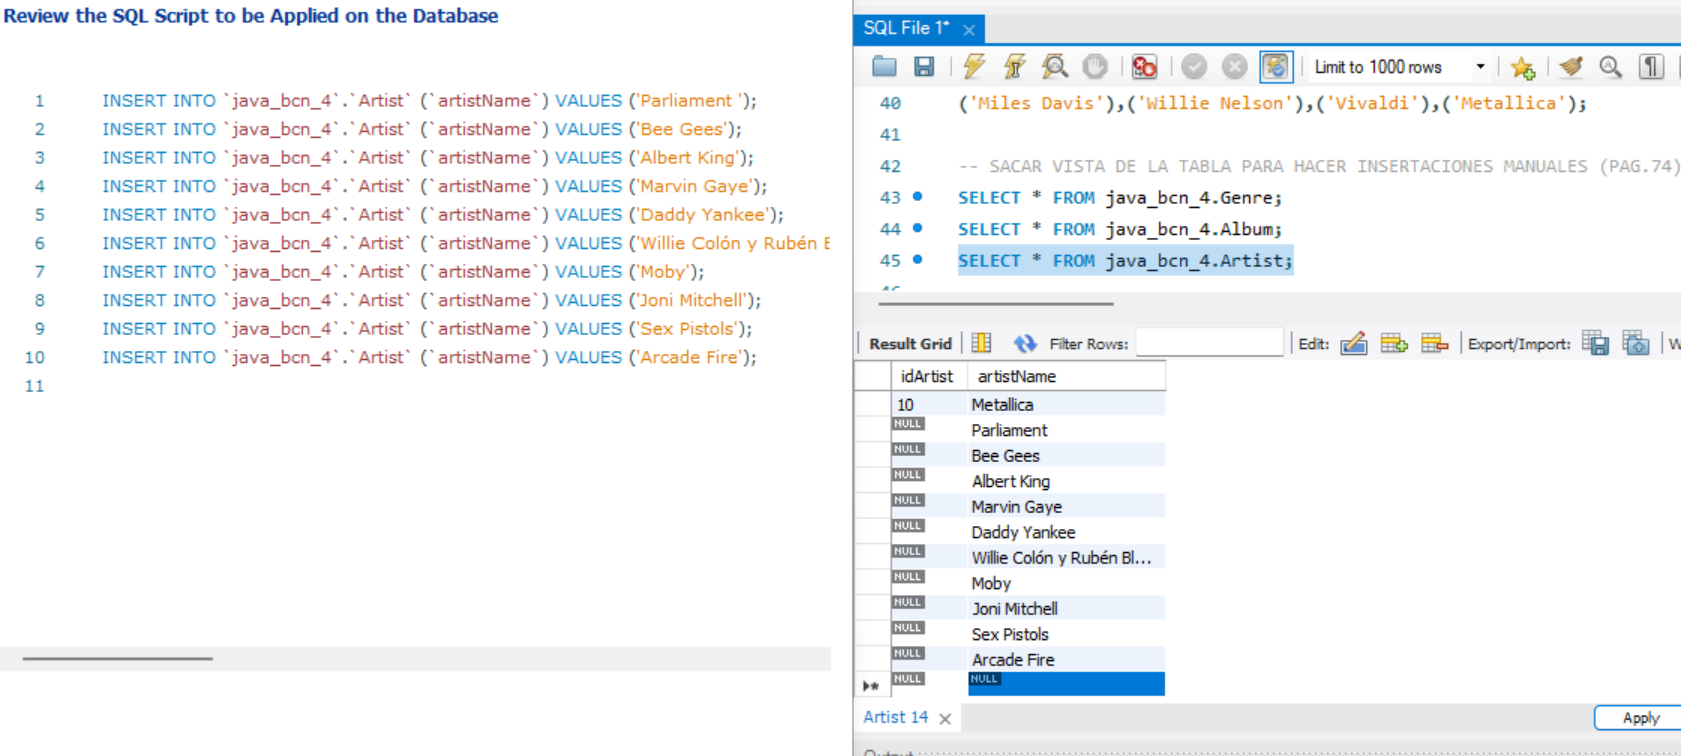 Review the SQL Script to be Applied on the Database
1 INSERT INTO `java_bcn_4`.`Artist` (`artistName`) VALUES ('Parliament ');
2 INSERT INTO `java_bcn_4`.`Artist` (`artistName`) VALUES ('Bee Gees');
3 INSERT INTO `java_bcn_4`.`Artist` (`artistName`) VALUES ('Albert King');
4 INSERT INTO `java_bcn_4`.`Artist` (`artistName`) VALUES ('Marvin Gaye');
5 INSERT INTO `java_bcn_4`.`Artist` (`artistName`) VALUES ('Daddy Yankee');
6 INSERT INTO `java_bcn_4`.`Artist` (`artistName`) VALUES ('Willie Colón y Rubén
7 INSERT INTO `java_bcn_4`.`Artist` (`artistName`) VALUES ('Moby');
8 INSERT INTO `java_bcn_4`.`Artist` (`artistName`) VALUES ('Joni Mitchell');
9 INSERT INTO `java_bcn_4`.`Artist` (`artistName`) VALUES ('Sex Pistols');
10 INSERT INTO `java_bcn_4`.`Artist` (`artistName`) VALUES ('Arcade Fire');
11
SQL File 1*
Limit to 1000 rows
40 ('Miles Davis'),('Willie Nelson'),('Vivaldi'),('Metallica');
41
42 -- SACAR VISTA DE LA TABLA PARA HACER INSERTACIONES MANUALES (PAG.74)
43 SELECT * FROM java_bcn_4.Genre;
44 SELECT * FROM java_bcn_4.Album;
45 SELECT * FROM java_bcn_4.Artist;
Result Grid Filter Rows: Edit: Export/Import:
idArtist artistName
10 Metallica
NULL Parliament
NULL Bee Gees
NULL Albert King
NULL Marvin Gaye
NULL Daddy Yankee
NULL Willie Colón y Rubén Bl...
NULL Moby
NULL Joni Mitchell
NULL Sex Pistols
NULL Arcade Fire
NULL NULL
Artist 14
Apply